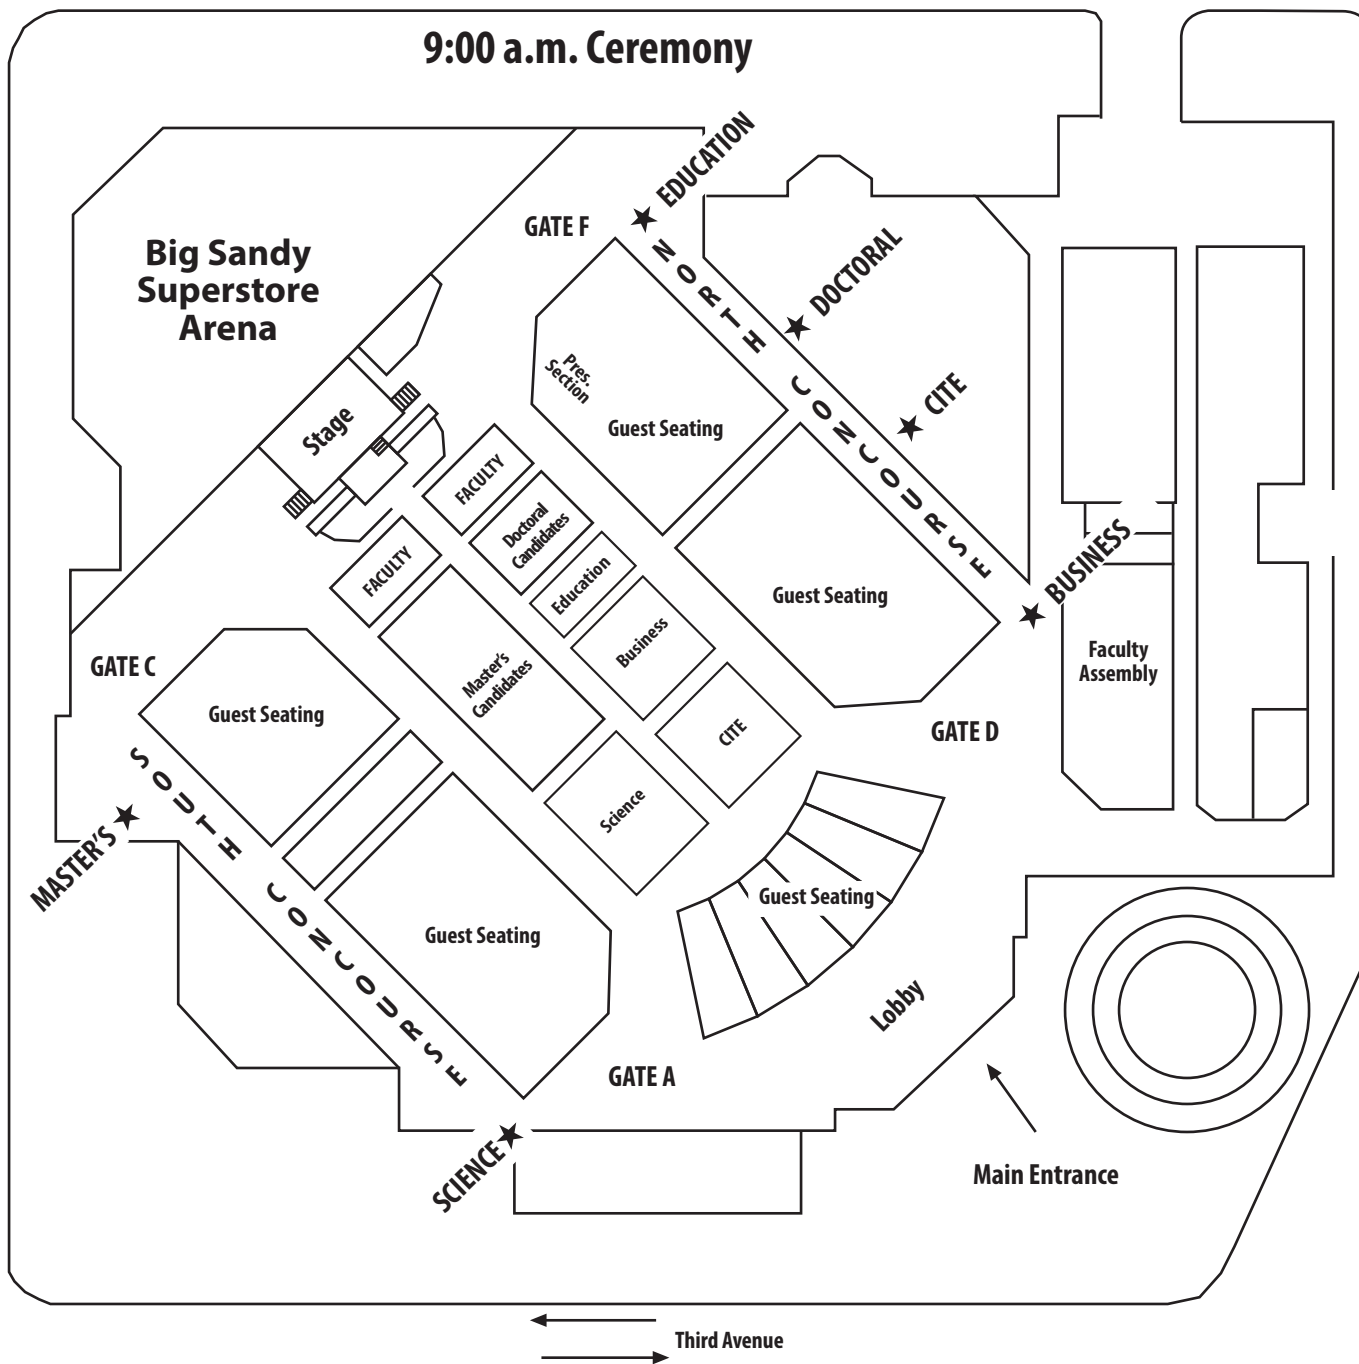 9:00 a.m. Ceremony
EDUCATION
GATE F
DOCTORAL
Big Sandy
Superstore
Arena
NORTH CONCOURSE
CITE
Pres.
Section
Guest Seating
Stage
FACULTY
Doctoral
Candidates
BUSINESS
FACULTY
Education
Guest Seating
Business
Faculty
Assembly
GATE C
Master's
Candidates
Guest Seating
CITE
GATE D
SOUTH CONCOURSE
Science
MASTER'S
Guest Seating
Guest Seating
Lobby
GATE A
SCIENCE
Main Entrance
Third Avenue